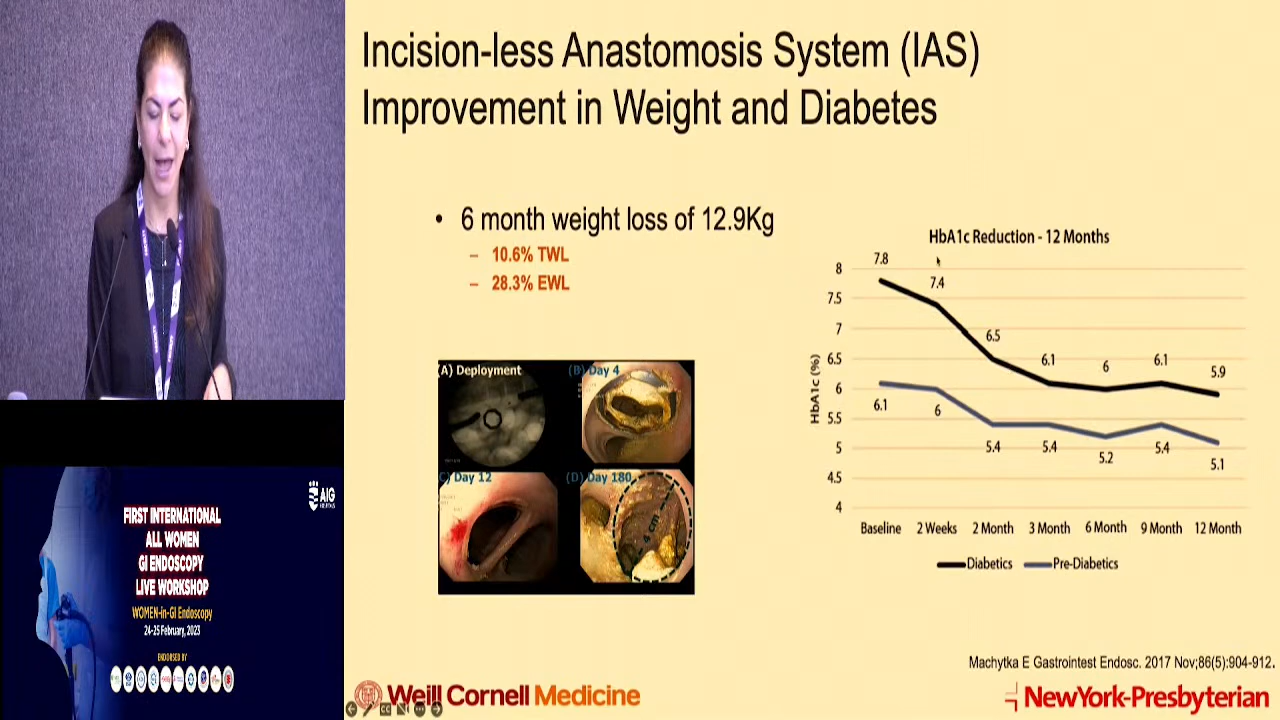 Incision-less Anastomosis System (IAS)
Improvement in Weight and Diabetes
• 6 month weight loss of 12.9Kg
– 10.6% TWL
– 28.3% EWL
(A) Deployment
(B) Day 4
C) Day 12
(D) Day 180
4 cm
HbA1c Reduction - 12 Months
HbA1c (%)
8
7.5
7
6.5
6
5.5
5
4.5
4
7.8
7.4
6.5
6.1
6
6.1
5.9
6.1
6
5.4
5.4
5.2
5.4
5.1
Baseline 2 Weeks 2 Month 3 Month 6 Month 9 Month 12 Month
Diabetics Pre-Diabetics
Machytka E Gastrointest Endosc. 2017 Nov;86(5):904-912.
Weill Cornell Medicine
NewYork-Presbyterian
AIG
HOSPITALS
FIRST INTERNATIONAL
ALL WOMEN
GI ENDOSCOPY
LIVE WORKSHOP
WOMEN-in-GI Endoscopy
24-25 February, 2023
ENDORSED BY